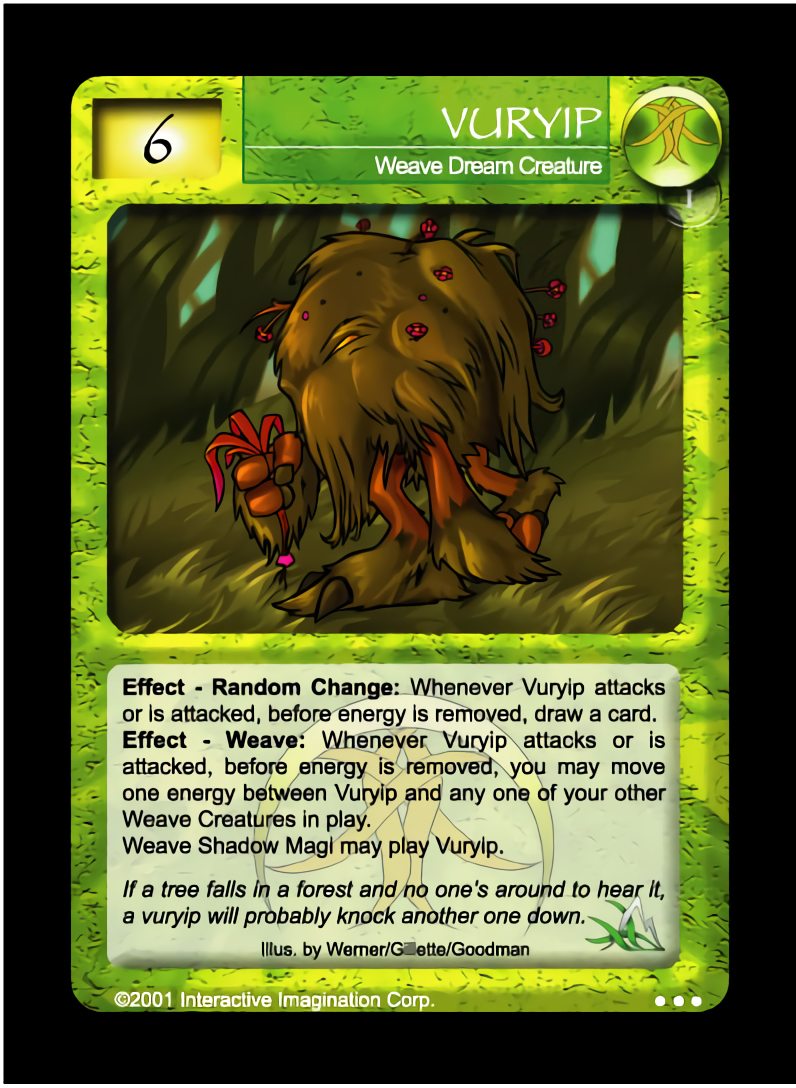 6
VURYIP
Weave Dream Creature
I
Effect - Random Change: Whenever Vuryip attacks
or is attacked, before energy is removed, draw a card.
Effect - Weave: Whenever Vuryip attacks or is
attacked, before energy is removed, you may move
one energy between Vuryip and any one of your other
Weave Creatures in play.
Weave Shadow Magi may play Vuryip.
If a tree falls in a forest and no one's around to hear it,
a vuryip will probably knock another one down.
Illus. by
©2001 Interactive Imagination Corp.